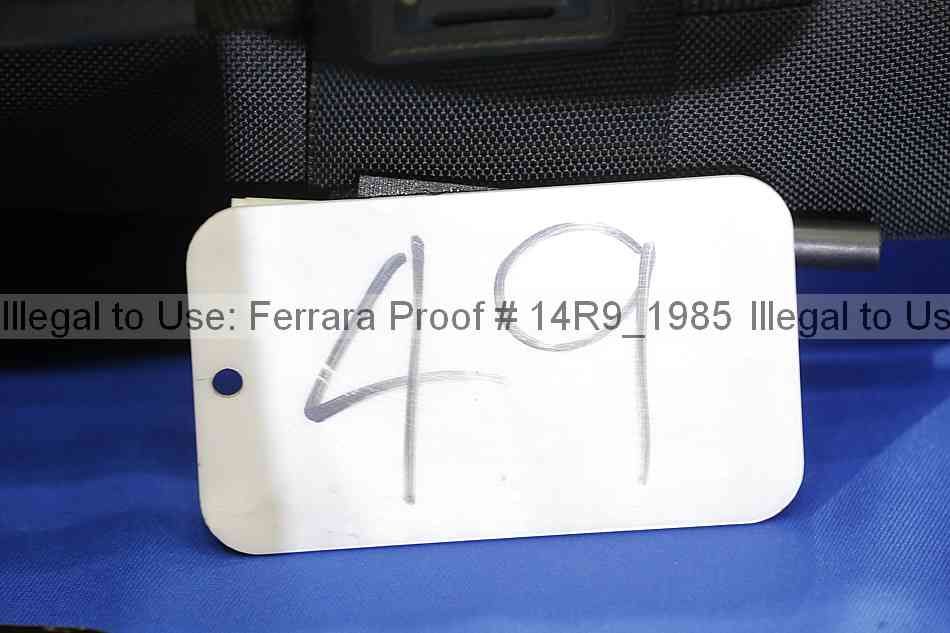 49
Illegal to Use: Ferrara Proof # 14R9_1985 Illegal to Us